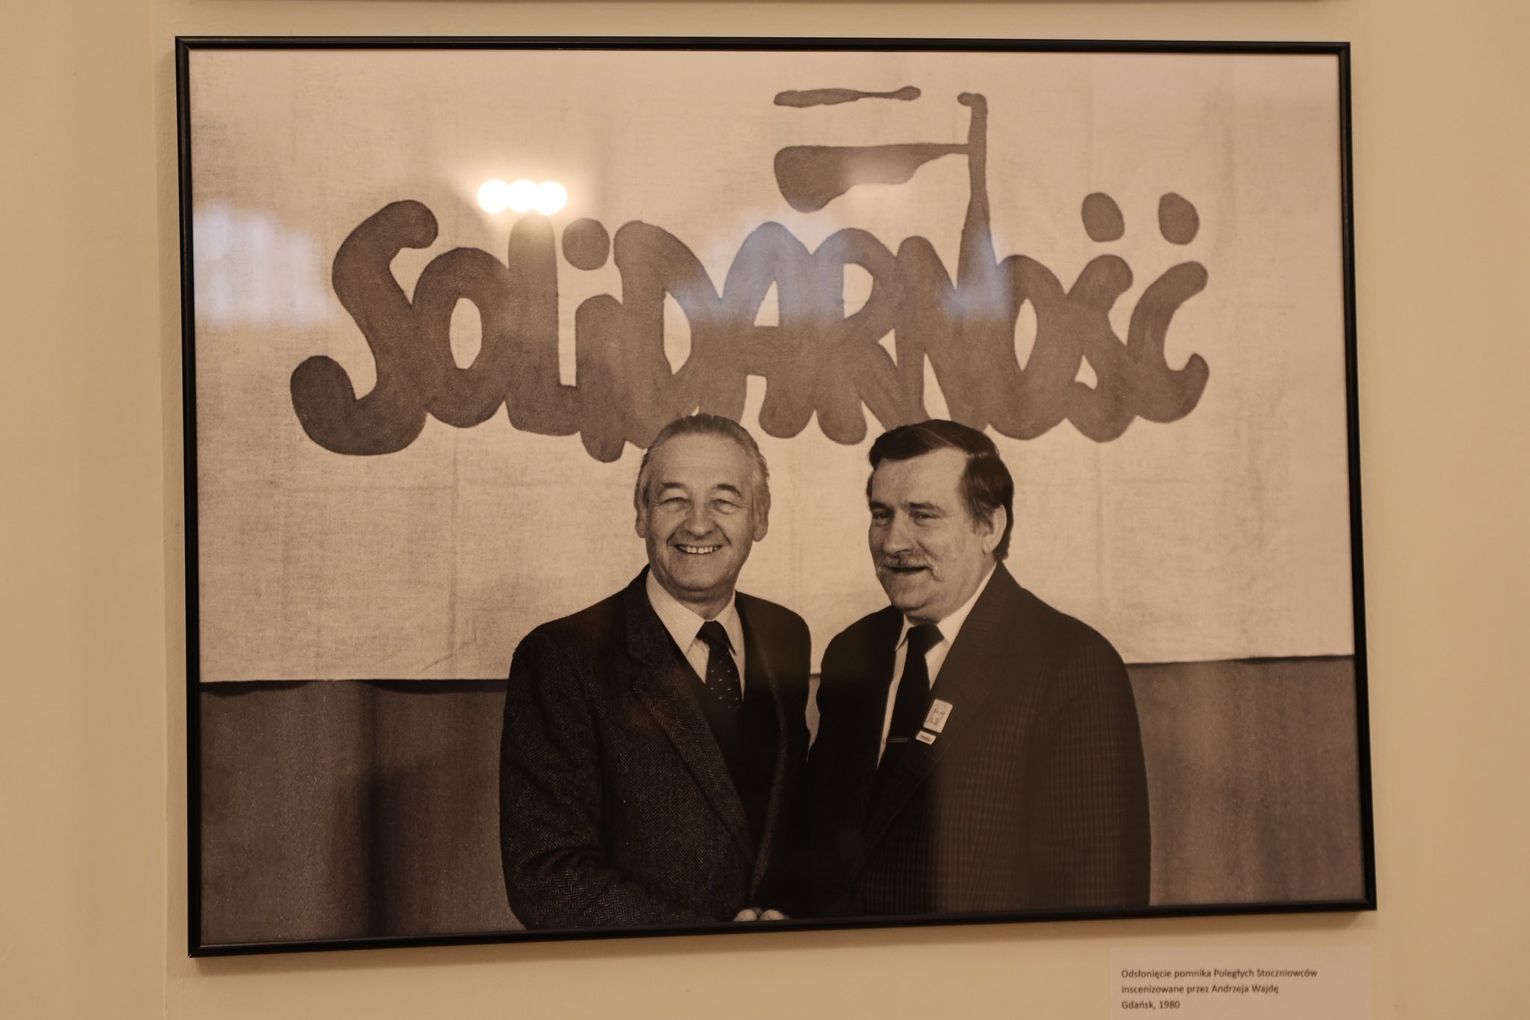 SOLiDARNOŚĆ
Odsłonięcie pomnika Poległych Stoczniowców
inscenizowane przez Andrzeja Wajdę
Gdańsk, 1980